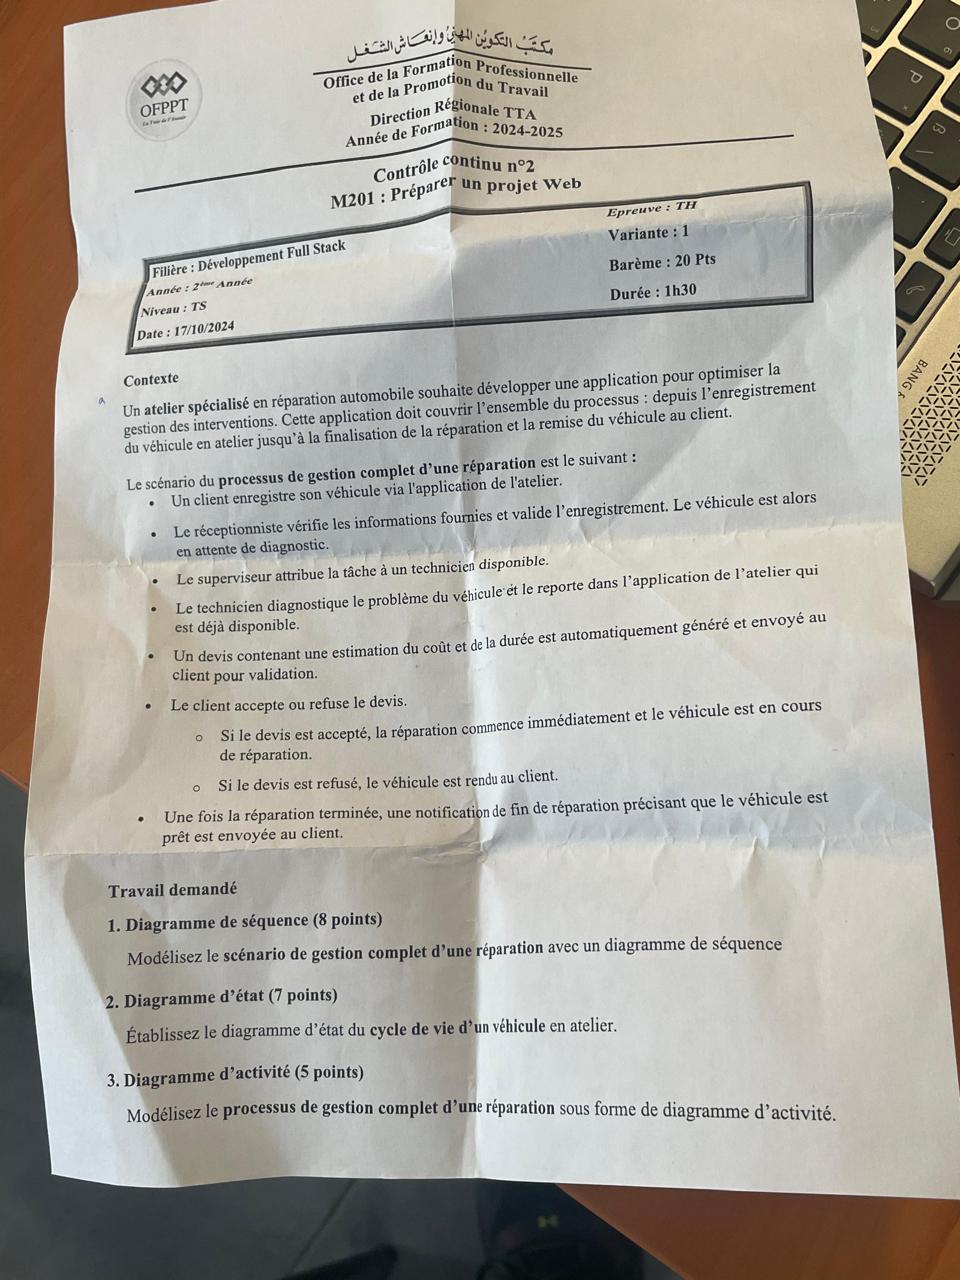 مكتب التكوين المهني وإنعاش الشغل
OFPPT
La Voie de l'Avenir
Office de la Formation Professionnelle
et de la Promotion du Travail
Direction Régionale TTA
Année de Formation : 2024-2025
Contrôle continu n°2
M201 : Préparer un projet Web
Filière : Développement Full Stack
Epreuve : TH
Année : 2ème Année
Variante : 1
Niveau : TS
Barème : 20 Pts
Date : 17/10/2024
Durée : 1h30
Contexte
Un atelier spécialisé en réparation automobile souhaite développer une application pour optimiser la
gestion des interventions. Cette application doit couvrir l'ensemble du processus : depuis l'enregistrement
du véhicule en atelier jusqu'à la finalisation de la réparation et la remise du véhicule au client.
Le scénario du processus de gestion complet d'une réparation est le suivant :
• Un client enregistre son véhicule via l'application de l'atelier.
• Le réceptionniste vérifie les informations fournies et valide l'enregistrement. Le véhicule est alors
en attente de diagnostic.
• Le superviseur attribue la tâche à un technicien disponible.
• Le technicien diagnostique le problème du véhicule et le reporte dans l'application de l'atelier qui
est déjà disponible.
• Un devis contenant une estimation du coût et de la durée est automatiquement généré et envoyé au
client pour validation.
• Le client accepte ou refuse le devis.
o Si le devis est accepté, la réparation commence immédiatement et le véhicule est en cours
de réparation.
o Si le devis est refusé, le véhicule est rendu au client.
• Une fois la réparation terminée, une notification de fin de réparation précisant que le véhicule est
prêt est envoyée au client.
Travail demandé
1. Diagramme de séquence (8 points)
Modélisez le scénario de gestion complet d'une réparation avec un diagramme de séquence
2. Diagramme d'état (7 points)
Établissez le diagramme d'état du cycle de vie d'un véhicule en atelier.
3. Diagramme d'activité (5 points)
Modélisez le processus de gestion complet d'une réparation sous forme de diagramme d'activité.
BANG &